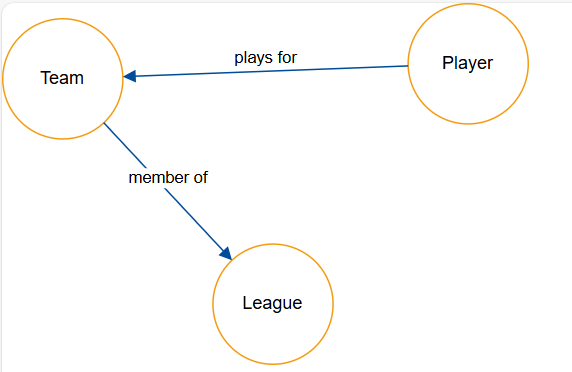 plays for
Team
Player
member of
League